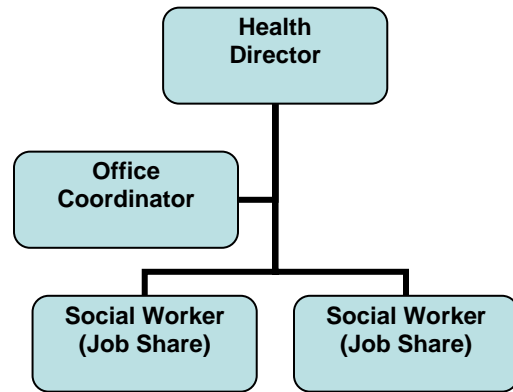 Health
Director
Office
Coordinator
Social Worker
(Job Share)
Social Worker
(Job Share)